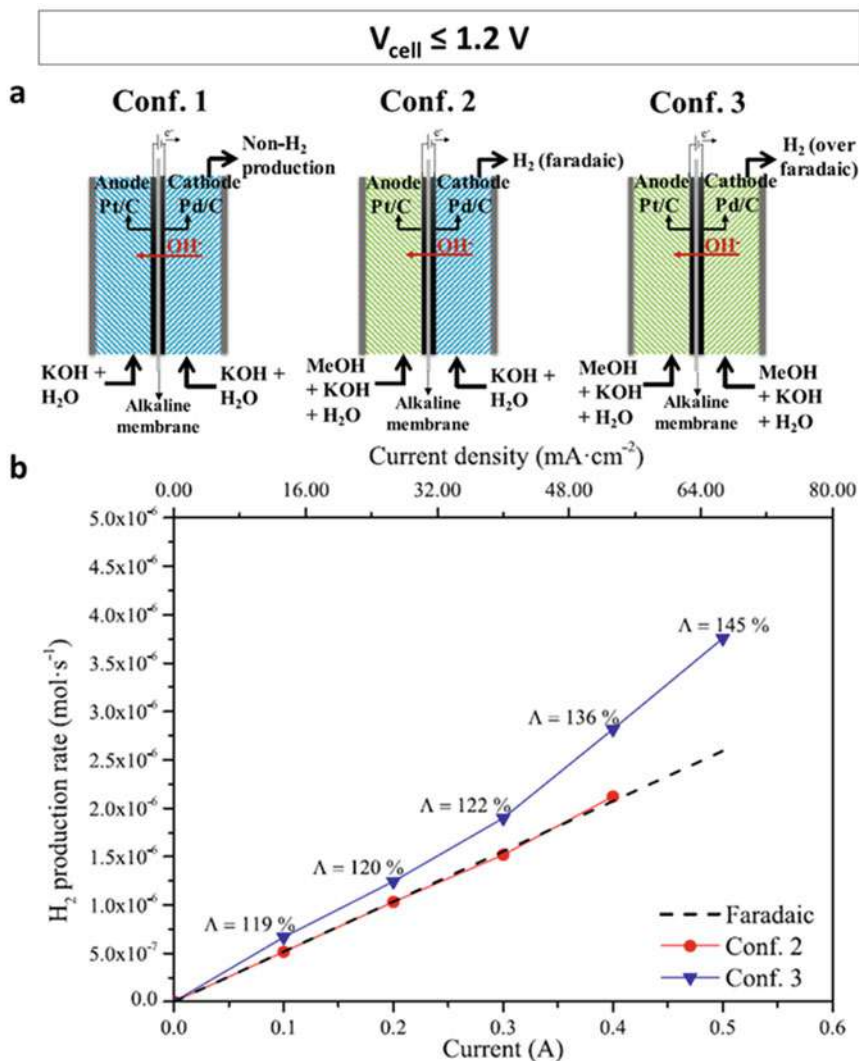 V_cell ≤ 1.2 V
a
Conf. 1
Conf. 2
Conf. 3
e⁻
Non-H₂
production
Anode
Cathode
Pt/C
Pd/C
OH⁻
KOH +
H₂O
KOH +
H₂O
Alkaline
membrane
e⁻
H₂ (faradaic)
Anode
Cathode
Pt/C
Pd/C
OH⁻
MeOH
+ KOH
+ H₂O
KOH +
H₂O
Alkaline
membrane
e⁻
H₂ (over
faradaic)
Anode
Cathode
Pt/C
Pd/C
OH⁻
MeOH
+ KOH
+ H₂O
MeOH
+ KOH
+ H₂O
Alkaline
membrane
b
Current density (mA·cm⁻²)
0.00 16.00 32.00 48.00 64.00 80.00
H₂ production rate (mol·s⁻¹)
5.0x10⁻⁶
4.5x10⁻⁶
4.0x10⁻⁶
3.5x10⁻⁶
3.0x10⁻⁶
2.5x10⁻⁶
2.0x10⁻⁶
1.5x10⁻⁶
1.0x10⁻⁶
5.0x10⁻⁷
0.0
Λ = 145 %
Λ = 136 %
Λ = 122 %
Λ = 120 %
Λ = 119 %
Faradaic
Conf. 2
Conf. 3
0.0 0.1 0.2 0.3 0.4 0.5 0.6
Current (A)